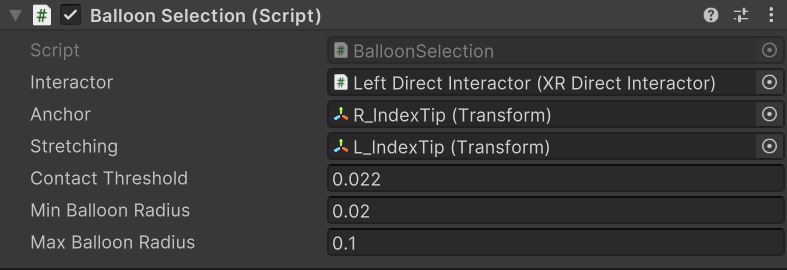 # Balloon Selection (Script)
Script # BalloonSelection
Interactor # Left Direct Interactor (XR Direct Interactor)
Anchor R_IndexTip (Transform)
Stretching L_IndexTip (Transform)
Contact Threshold 0.022
Min Balloon Radius 0.02
Max Balloon Radius 0.1